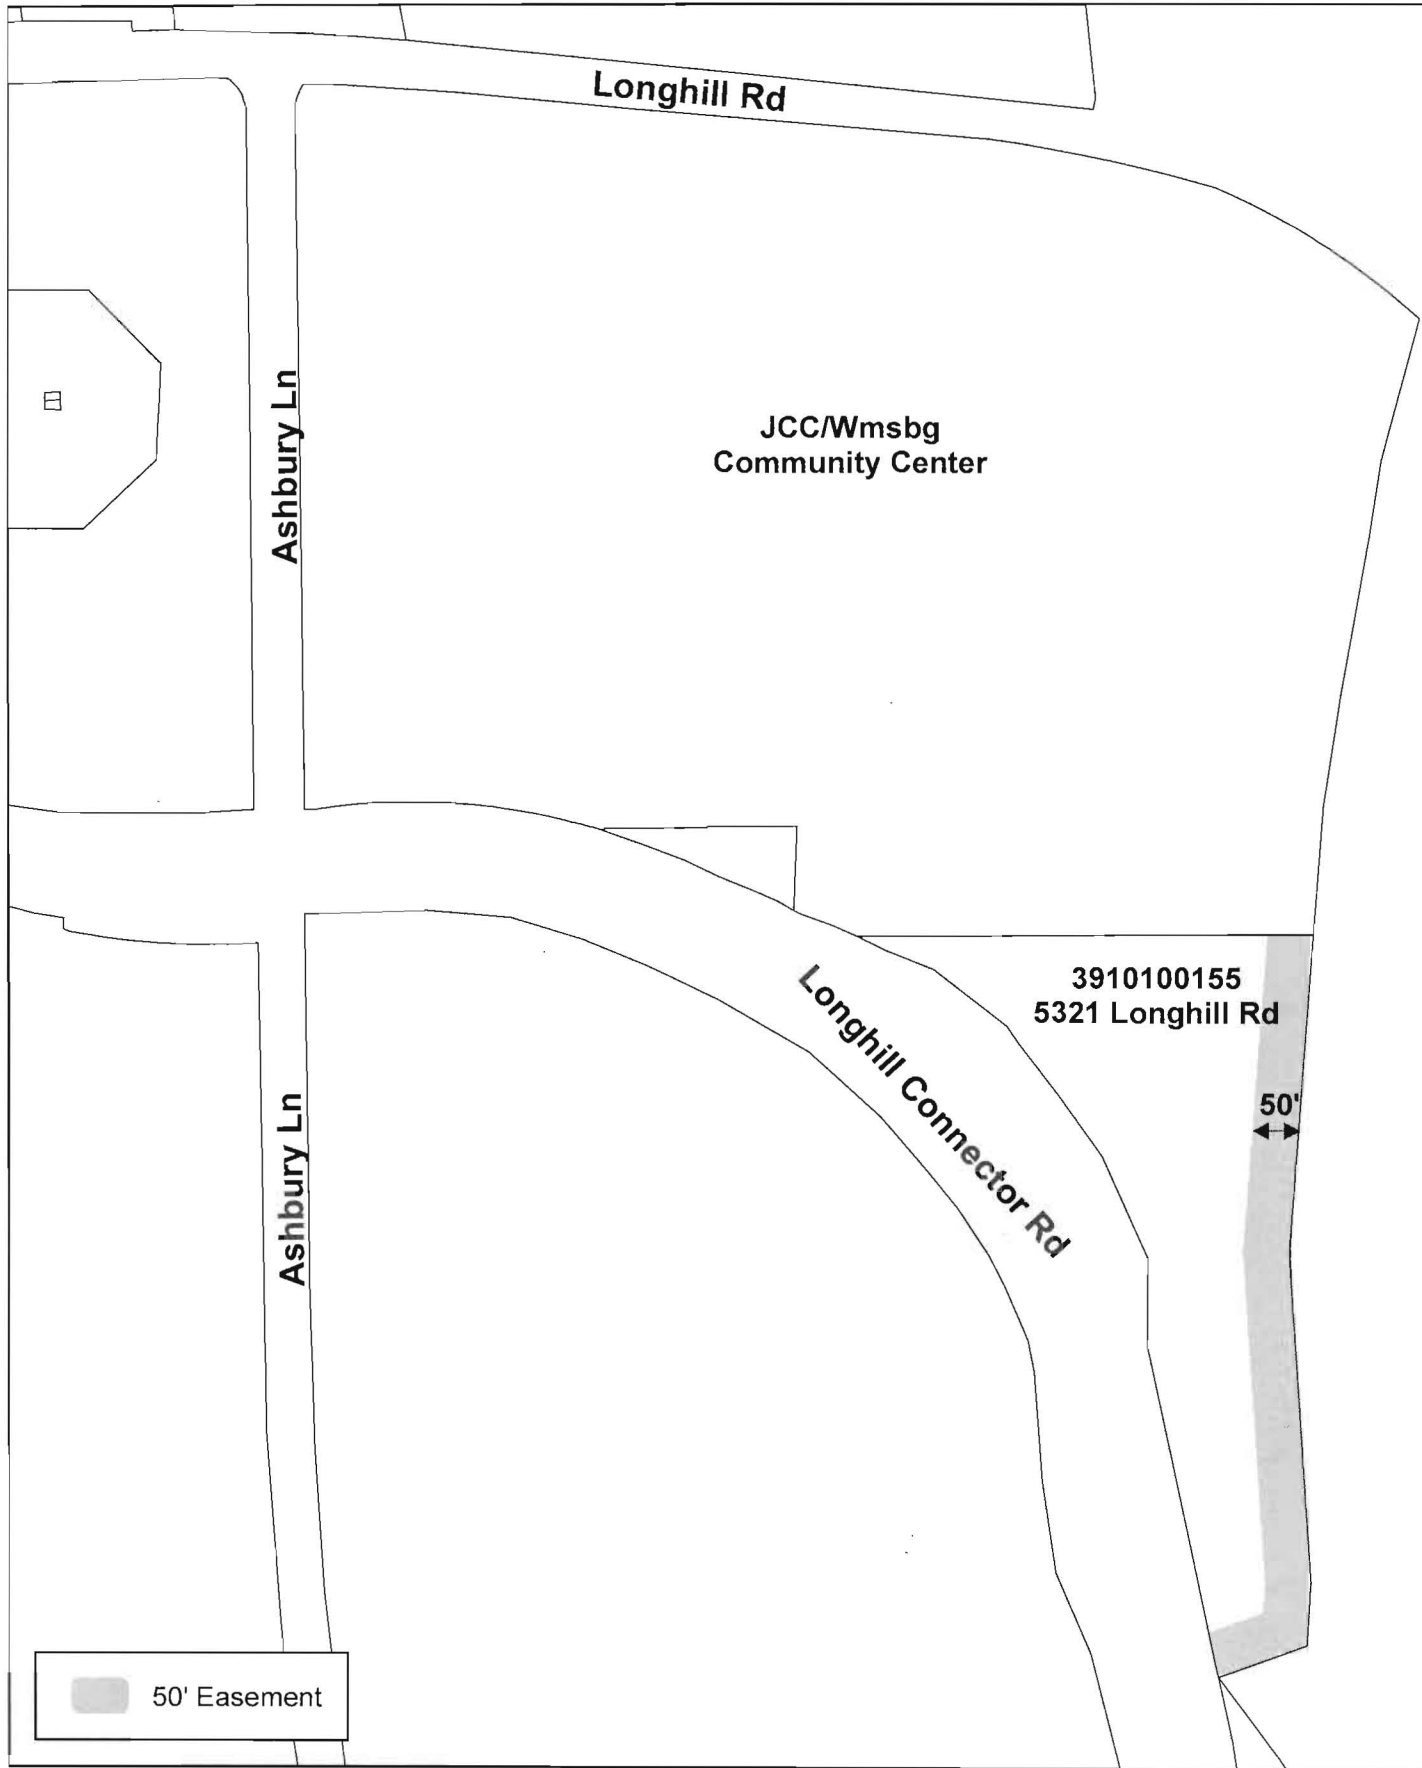 Longhill Rd
Ashbury Ln
JCC/Wmsbg
Community Center
3910100155
5321 Longhill Rd
Longhill Connector Rd
50'
Ashbury Ln
50' Easement